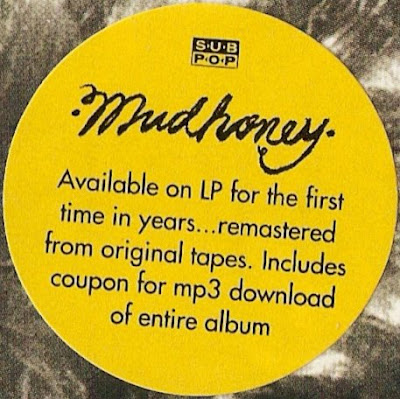 SUB
POP
Mudhoney
Available on LP for the first
time in years...remastered
from original tapes. Includes
coupon for mp3 download
of entire album